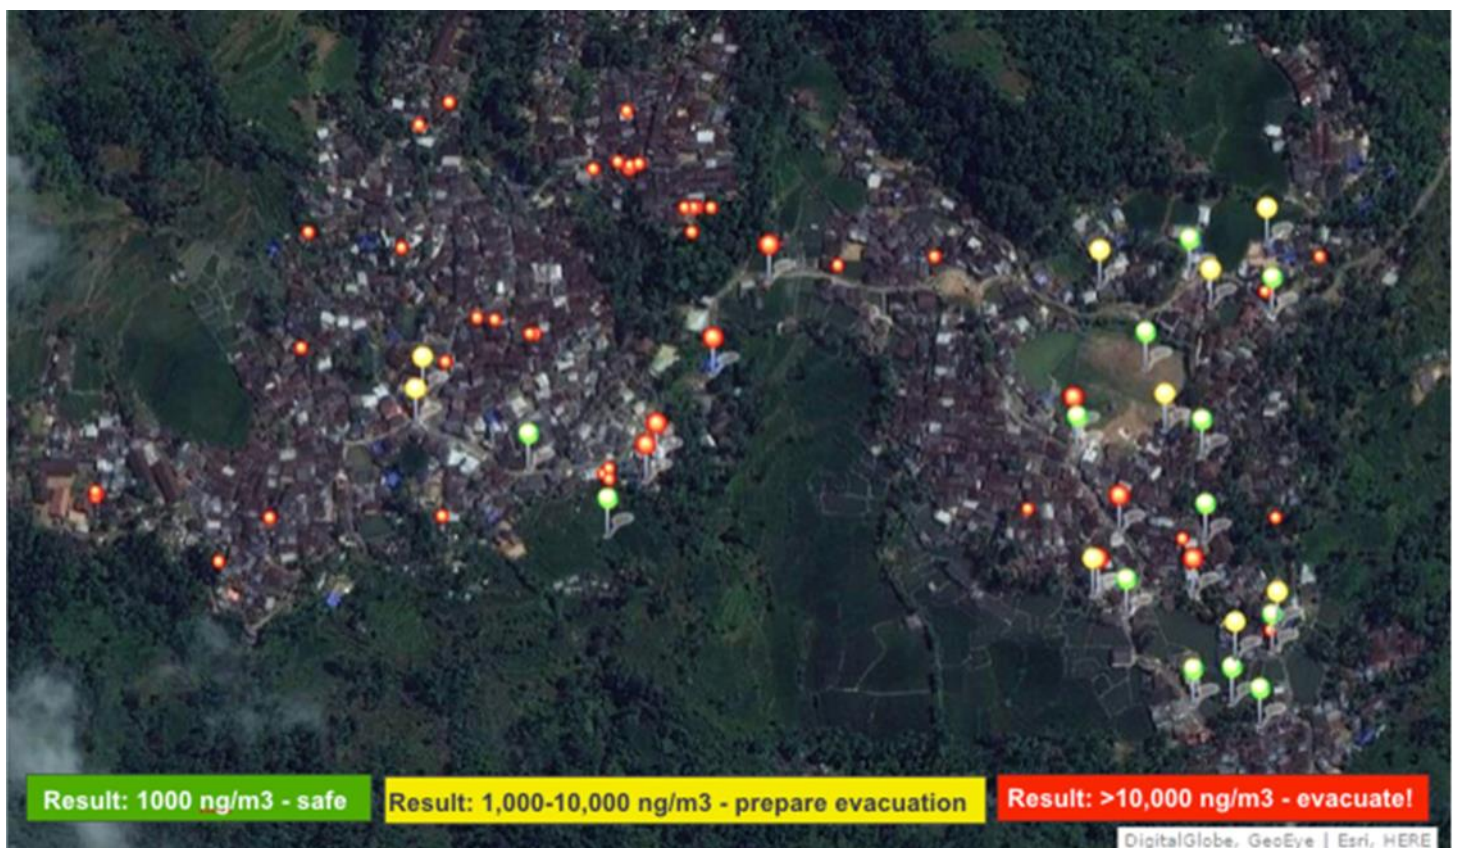 Result: 1000 ng/m3 - safe
Result: 1,000-10,000 ng/m3 - prepare evacuation
Result: >10,000 ng/m3 - evacuate!
DigitalGlobe, GeoEye | Esri, HERE